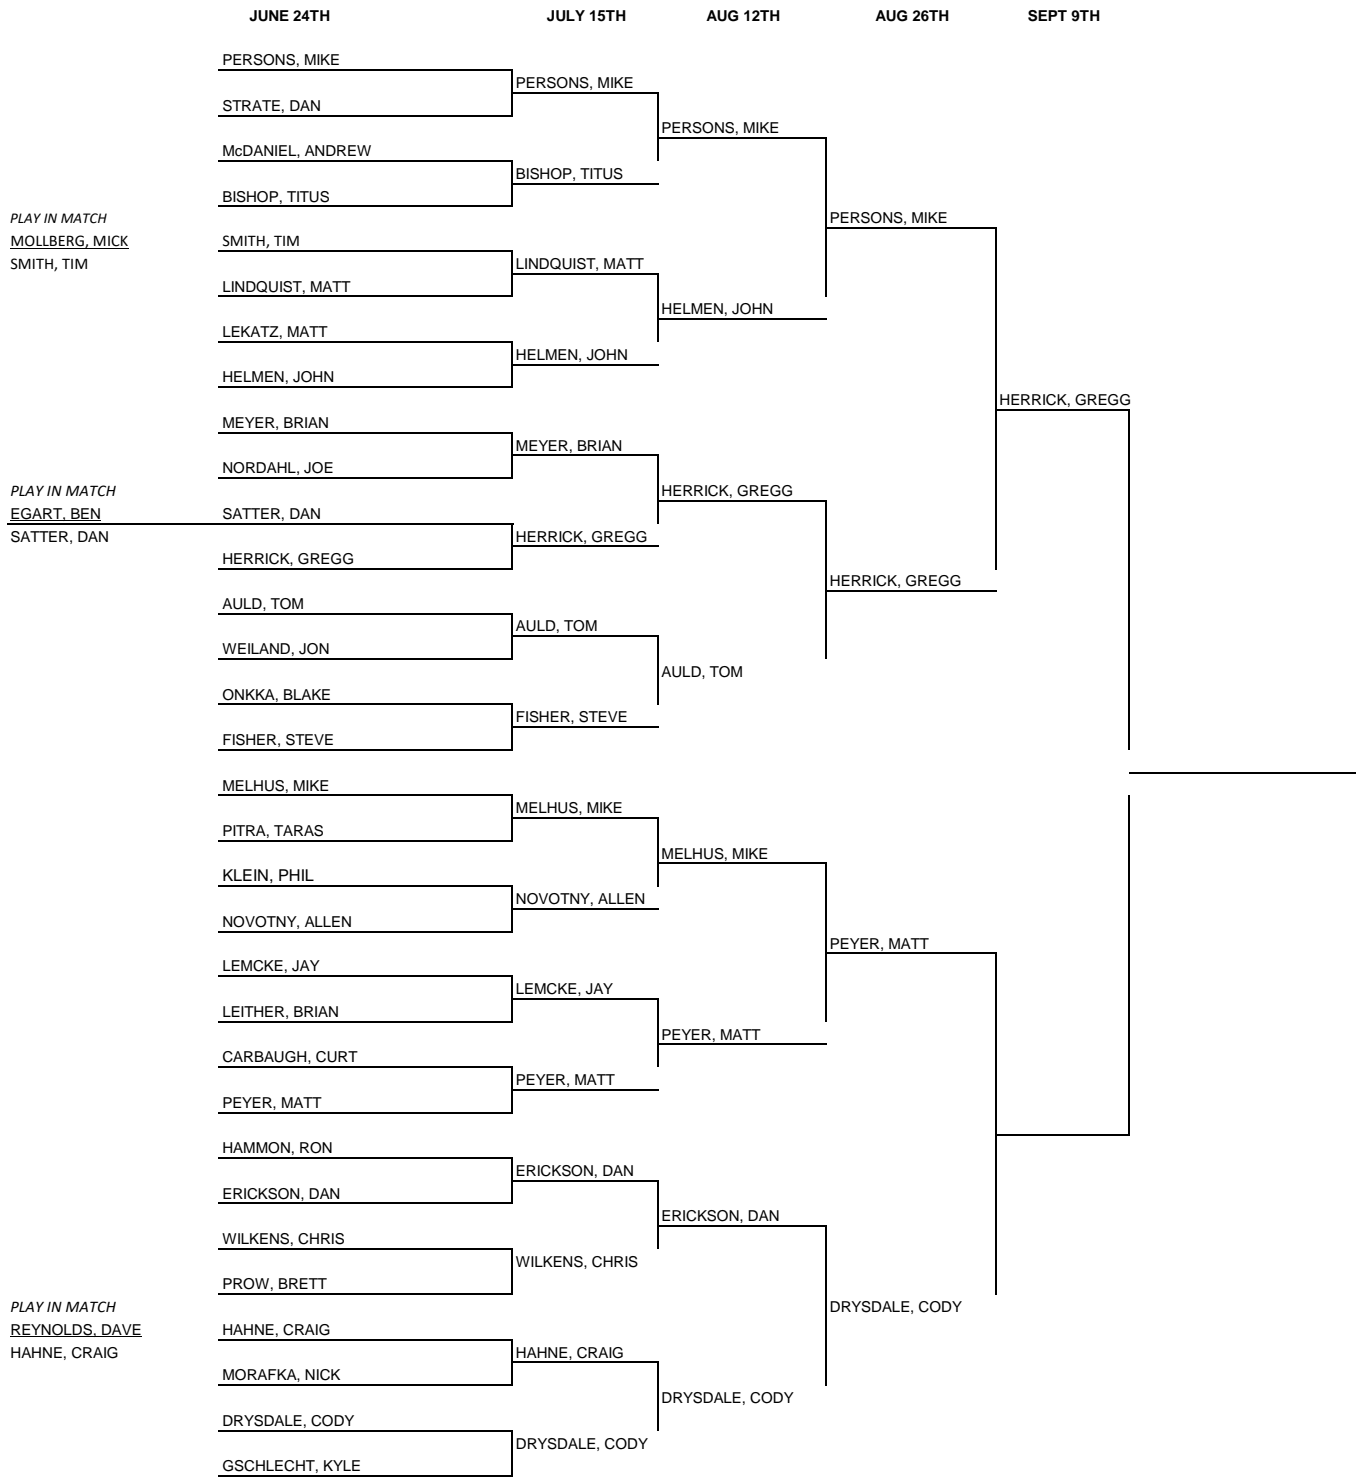 JUNE 24TH JULY 15TH AUG 12TH AUG 26TH SEPT 9TH
PERSONS, MIKE
PERSONS, MIKE
STRATE, DAN
PERSONS, MIKE
McDANIEL, ANDREW
BISHOP, TITUS
BISHOP, TITUS
PLAY IN MATCH PERSONS, MIKE
MOLLBERG, MICK SMITH, TIM
SMITH, TIM LINDQUIST, MATT
LINDQUIST, MATT
HELMEN, JOHN
LEKATZ, MATT
HELMEN, JOHN
HELMEN, JOHN
HERRICK, GREGG
MEYER, BRIAN
MEYER, BRIAN
NORDAHL, JOE
PLAY IN MATCH HERRICK, GREGG
EGART, BEN SATTER, DAN
SATTER, DAN HERRICK, GREGG
HERRICK, GREGG
HERRICK, GREGG
AULD, TOM
AULD, TOM
WEILAND, JON
AULD, TOM
ONKKA, BLAKE
FISHER, STEVE
FISHER, STEVE
MELHUS, MIKE
MELHUS, MIKE
PITRA, TARAS
MELHUS, MIKE
KLEIN, PHIL
NOVOTNY, ALLEN
NOVOTNY, ALLEN
PEYER, MATT
LEMCKE, JAY
LEMCKE, JAY
LEITHER, BRIAN
PEYER, MATT
CARBAUGH, CURT
PEYER, MATT
PEYER, MATT
HAMMON, RON
ERICKSON, DAN
ERICKSON, DAN
ERICKSON, DAN
WILKENS, CHRIS
WILKENS, CHRIS
PROW, BRETT
PLAY IN MATCH DRYSDALE, CODY
REYNOLDS, DAVE HAHNE, CRAIG
HAHNE, CRAIG HAHNE, CRAIG
MORAFKA, NICK
DRYSDALE, CODY
DRYSDALE, CODY
DRYSDALE, CODY
GSCHLECHT, KYLE